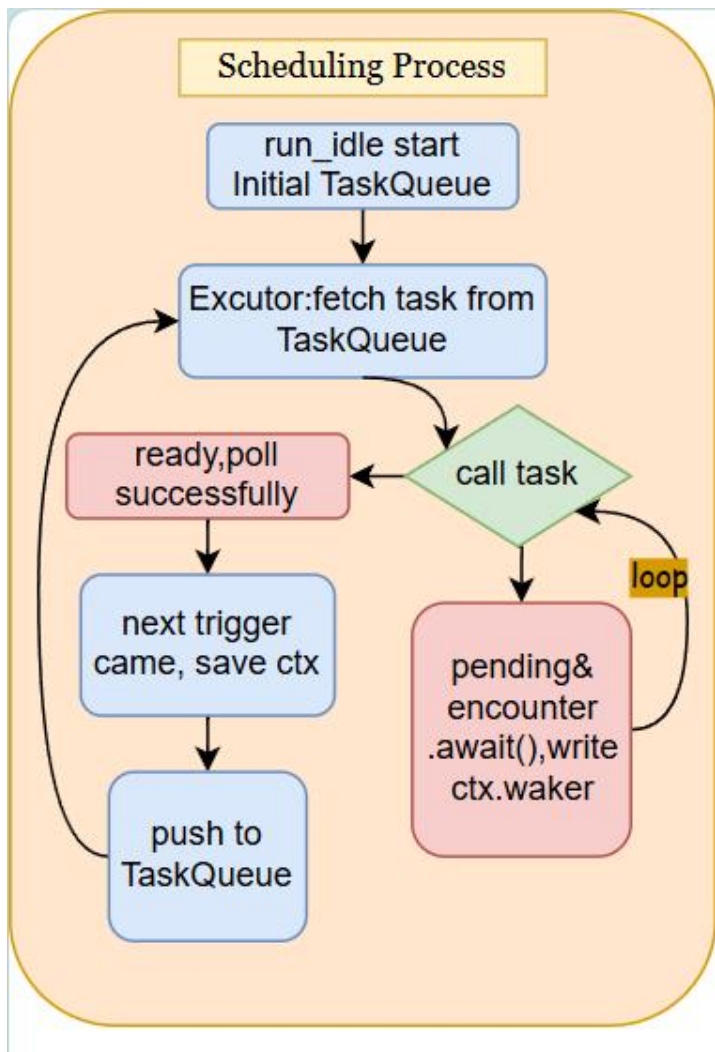 Scheduling Process
run_idle start
Initial TaskQueue
Excutor:fetch task from
TaskQueue
call task
ready,poll
successfully
loop
next trigger
came, save ctx
pending&
encounter
.await(),write
ctx.waker
push to
TaskQueue